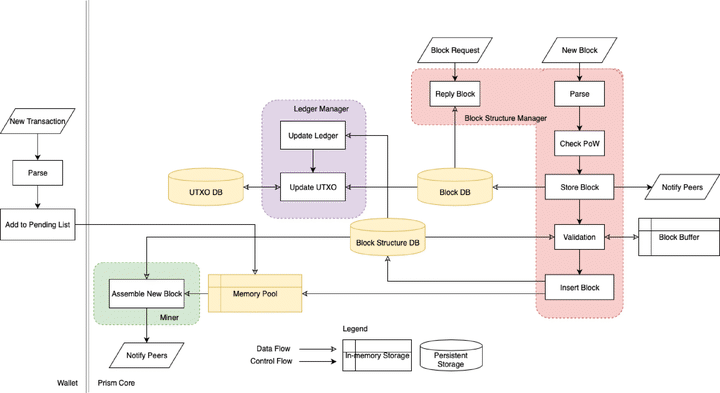 Block Request
New Block
New Transaction
Reply Block
Parse
Ledger Manager
Block Structure Manager
Update Ledger
Check PoW
Parse
UTXO DB
Update UTXO
Block DB
Store Block
Notify Peers
Add to Pending List
Block Structure DB
Validation
Block Buffer
Assemble New Block
Memory Pool
Insert Block
Miner
Legend
Notify Peers
Data Flow
Control Flow
In-memory Storage
Persistent
Storage
Wallet
Prism Core